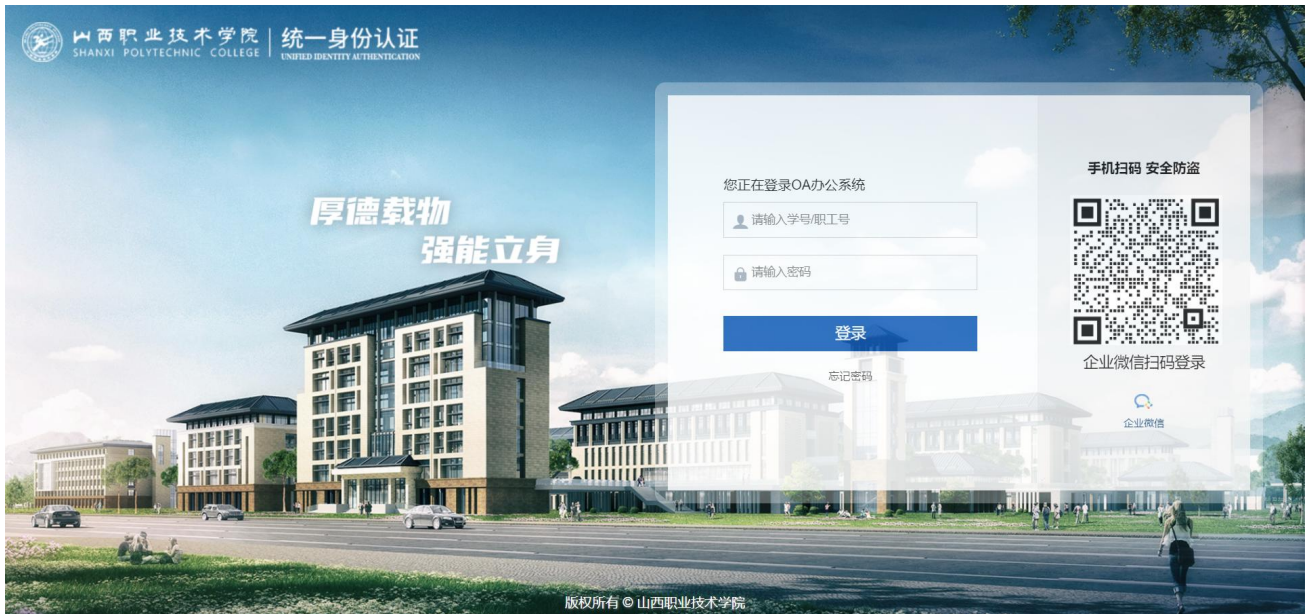 山西职业技术学院
SHANXI POLYTECHNIC COLLEGE
统一身份认证
UNIFIED IDENTITY AUTHENTICATION
厚德载物
强能立身
您正在登录OA办公系统
请输入学号/职工号
请输入密码
登录
忘记密码
手机扫码 安全防盗
企业微信扫码登录
企业微信
版权所有 © 山西职业技术学院